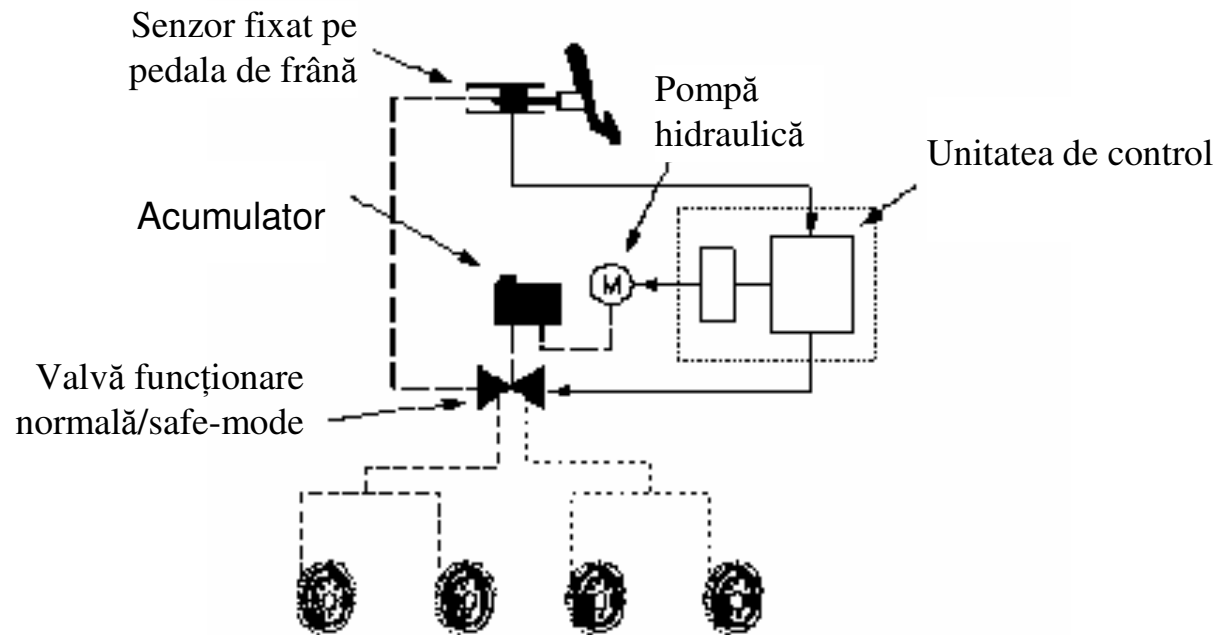 Senzor fixat pe
pedala de frână
Pompă
hidraulică
Unitatea de control
Acumulator
M
Valvă funcționare
normală/safe-mode